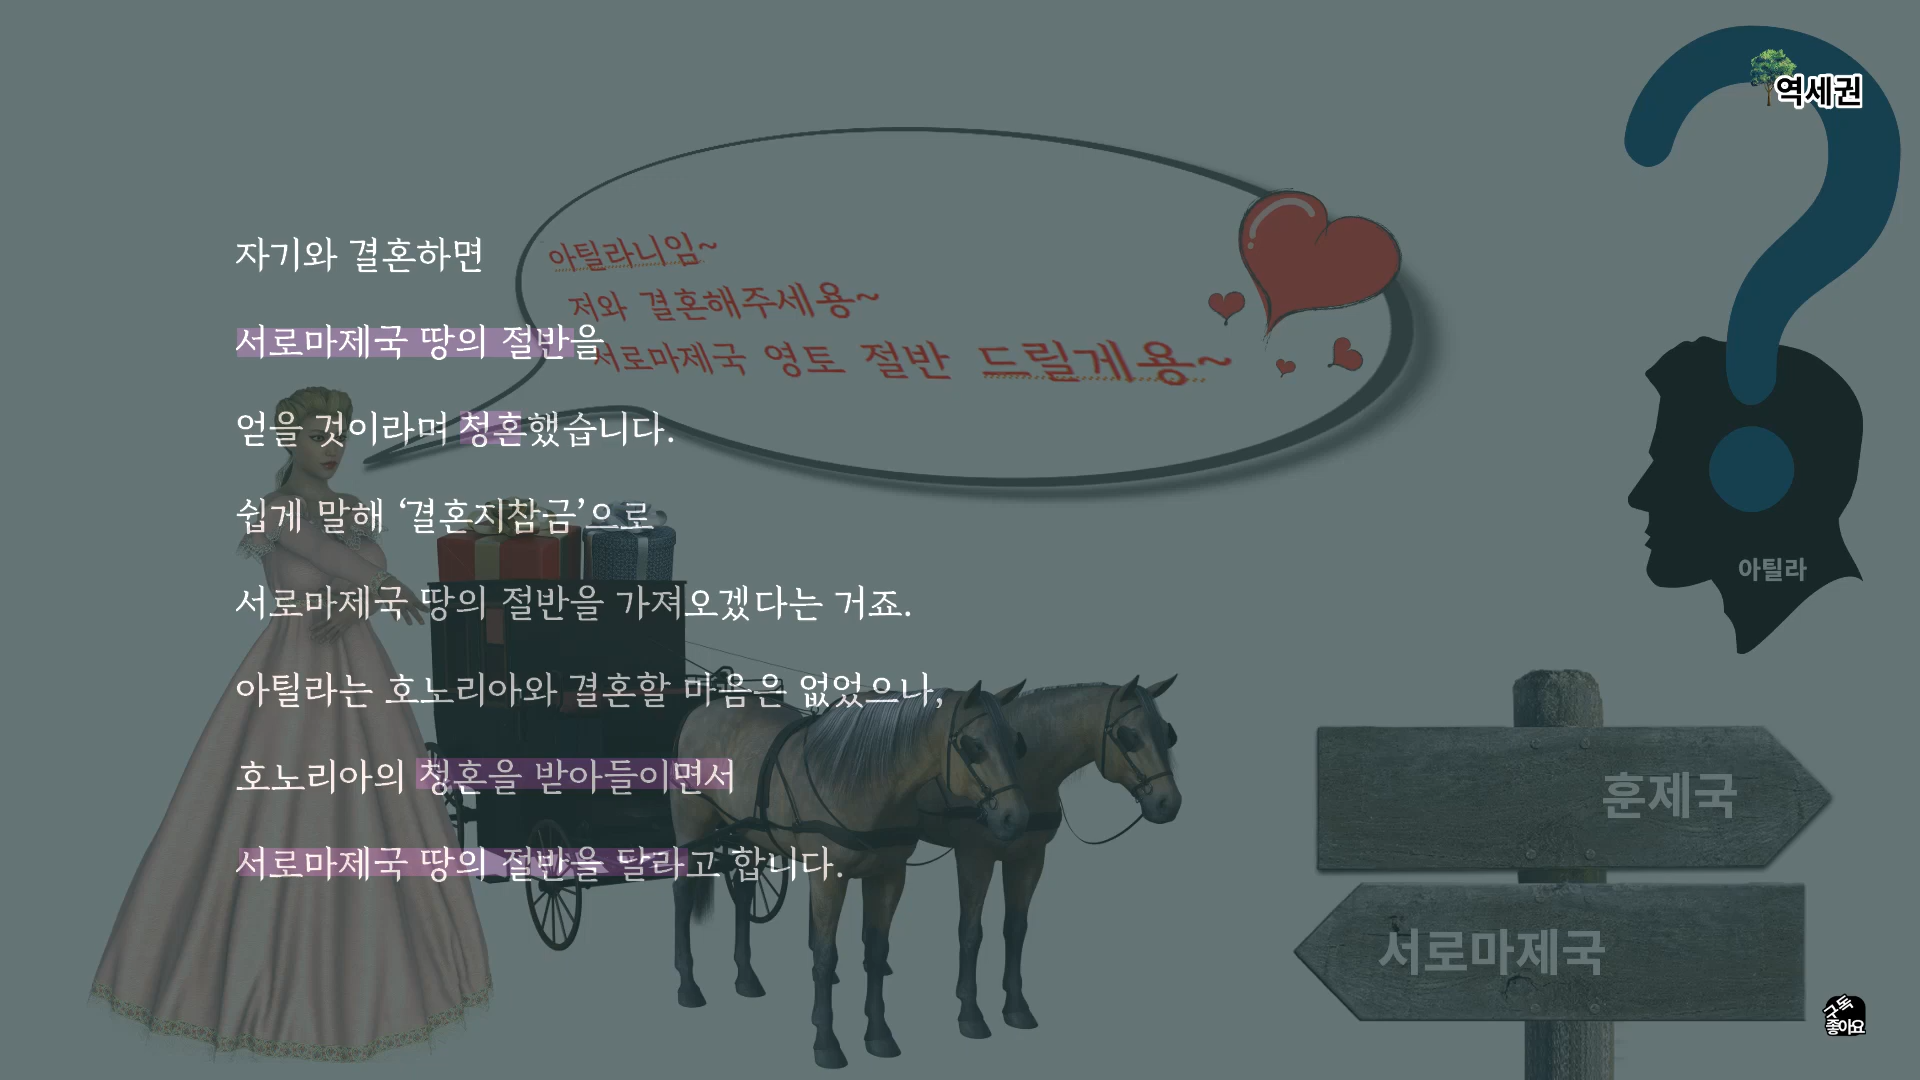 역세권
자기와 결혼하면
서로마제국 땅의 절반을
얻을 것이라며 청혼했습니다.
쉽게 말해 ‘결혼지참금’으로
서로마제국 땅의 절반을 가져오겠다는 거죠.
아틸라는 호노리아와 결혼할 마음은 없었으나,
호노리아의 청혼을 받아들이면서
서로마제국 땅의 절반을 달라고 합니다.
아틸라니임~
저와 결혼해주세용~
서로마제국 영토 절반 드릴게용~
아틸라
훈제국
서로마제국
구독
좋아요